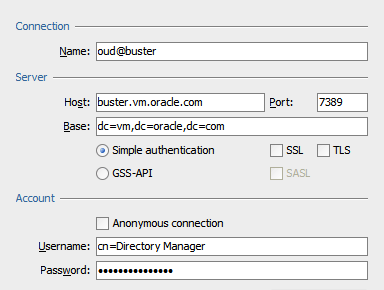 Connection
Name: oud@buster
Server
Host: buster.vm.oracle.com Port: 7389
Base: dc=vm,dc=oracle,dc=com
Simple authentication SSL TLS
GSS-API SASL
Account
Anonymous connection
Username: cn=Directory Manager
Password: •••••••••••••••